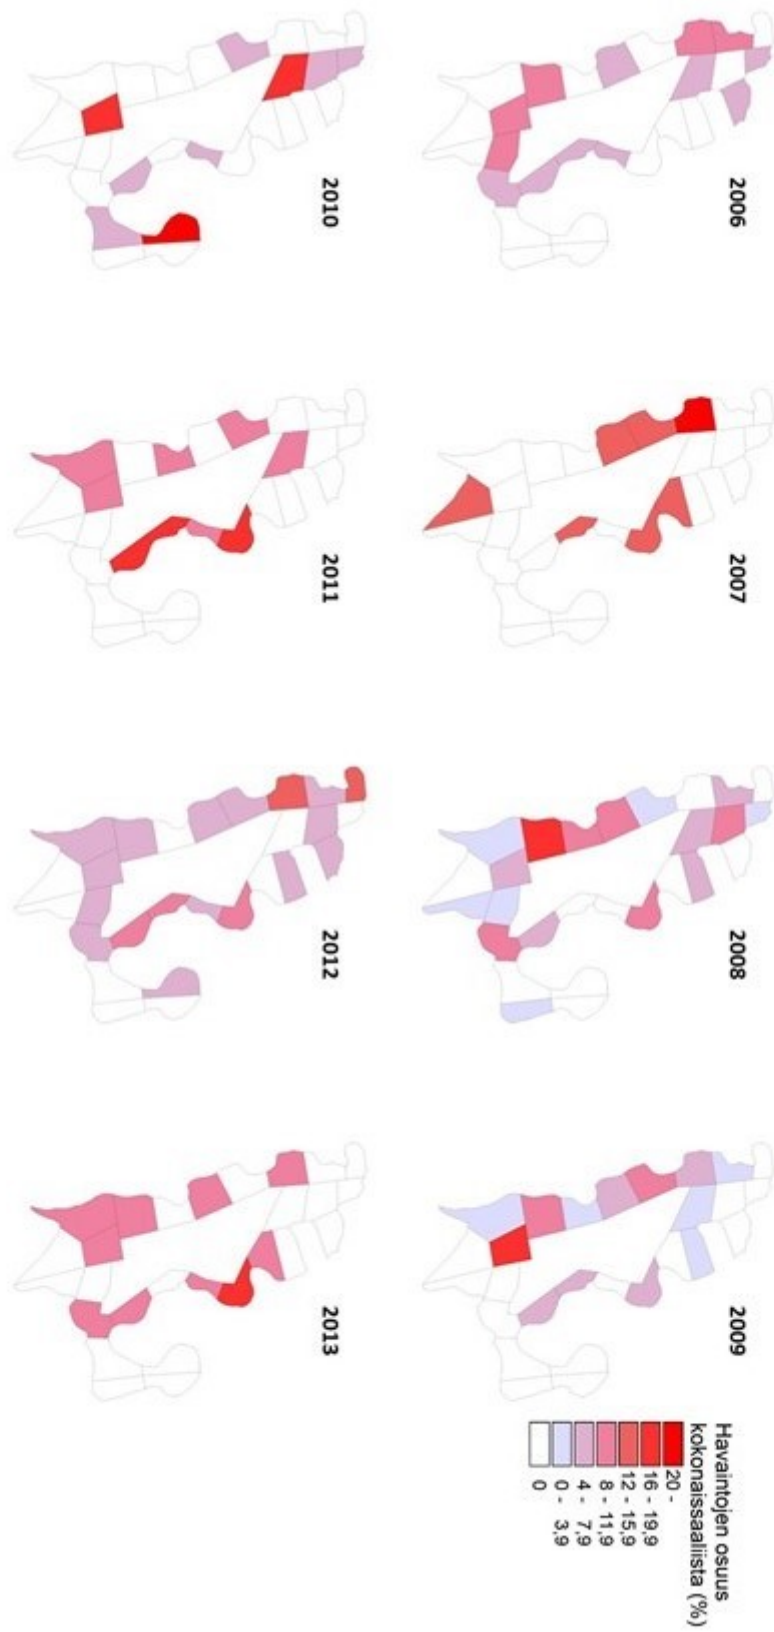 2006
2007
2008
2009
Havaintojen osuus
kokonaissaaliista (%)
20 -
16 - 19,9
12 - 15,9
8 - 11,9
4 - 7,9
0 - 3,9
0
2010
2011
2012
2013